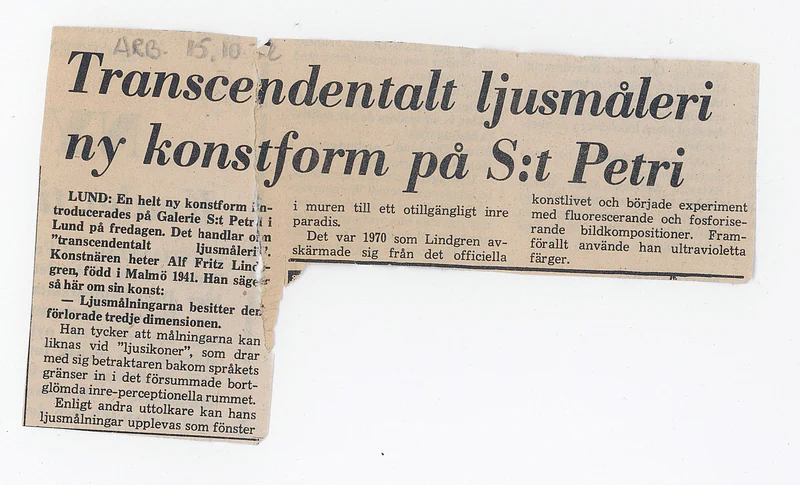 ARB. 15.10.72
Transcendentalt ljusmåleri
ny konstform på S:t Petri
LUND: En helt ny konstform in-
troducerades på Galerie S:t Petri i
Lund på fredagen. Det handlar om
"transcendentalt ljusmåleri".
Konstnären heter Alf Fritz Lind-
gren, född i Malmö 1941. Han säger
så här om sin konst:
— Ljusmålningarna besitter den
förlorade tredje dimensionen.
Han tycker att målningarna kan
liknas vid "ljusikoner", som drar
med sig betraktaren bakom språkets
gränser in i det försummade bort-
glömda inre-perceptionella rummet.
Enligt andra uttolkare kan hans
ljusmålningar upplevas som fönster
i muren till ett otillgängligt inre
paradis.
Det var 1970 som Lindgren av-
skärmade sig från det officiella
konstlivet och började experiment
med fluorescerande och fosforise-
rande bildkompositioner. Fram-
förallt använde han ultravioletta
färger.